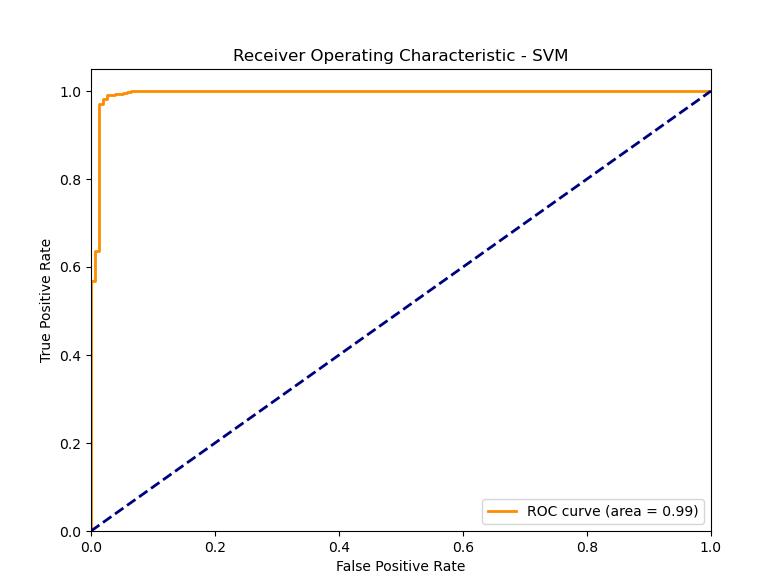 Receiver Operating Characteristic - SVM
True Positive Rate
1.0
0.8
0.6
0.4
0.2
0.0
ROC curve (area = 0.99)
0.0 0.2 0.4 0.6 0.8 1.0
False Positive Rate